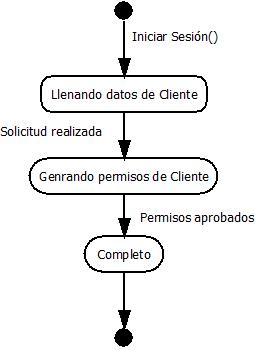 Iniciar Sesión()
Llenando datos de Cliente
Solicitud realizada
Genrando permisos de Cliente
Permisos aprobados
Completo